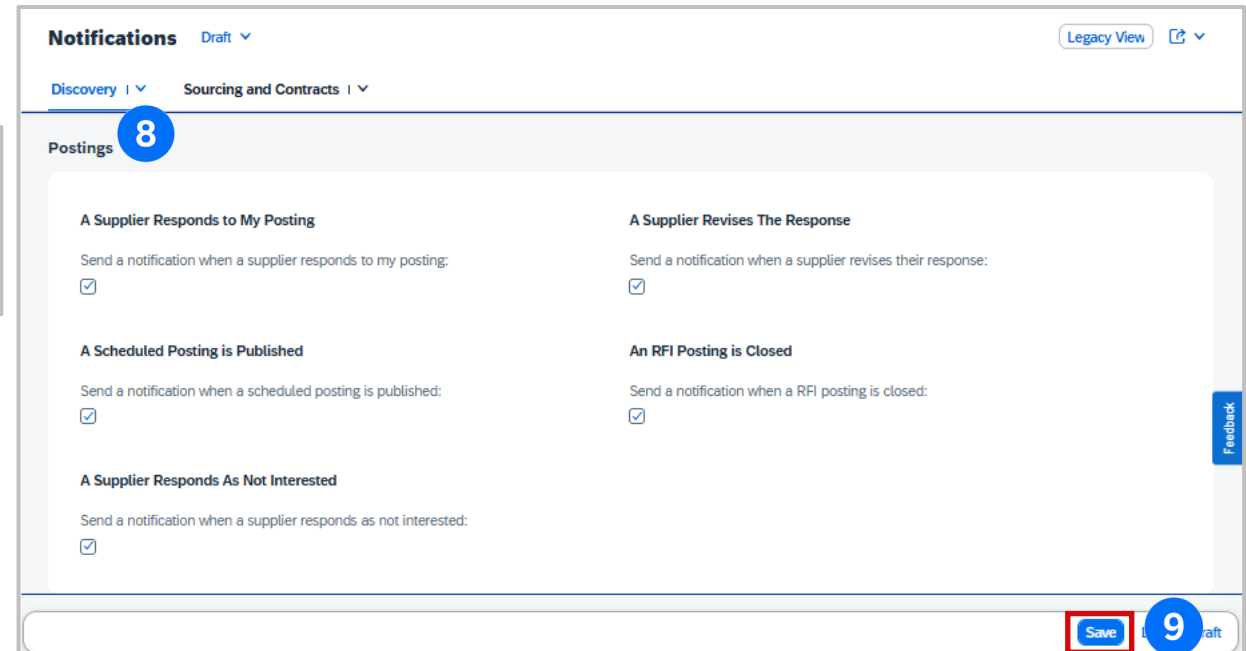 Notifications Draft Legacy View
Discovery Sourcing and Contracts
8
Postings
A Supplier Responds to My Posting
Send a notification when a supplier responds to my posting:
A Supplier Revises The Response
Send a notification when a supplier revises their response:
A Scheduled Posting is Published
Send a notification when a scheduled posting is published:
An RFI Posting is Closed
Send a notification when a RFI posting is closed:
Feedback
A Supplier Responds As Not Interested
Send a notification when a supplier responds as not interested:
Save 9